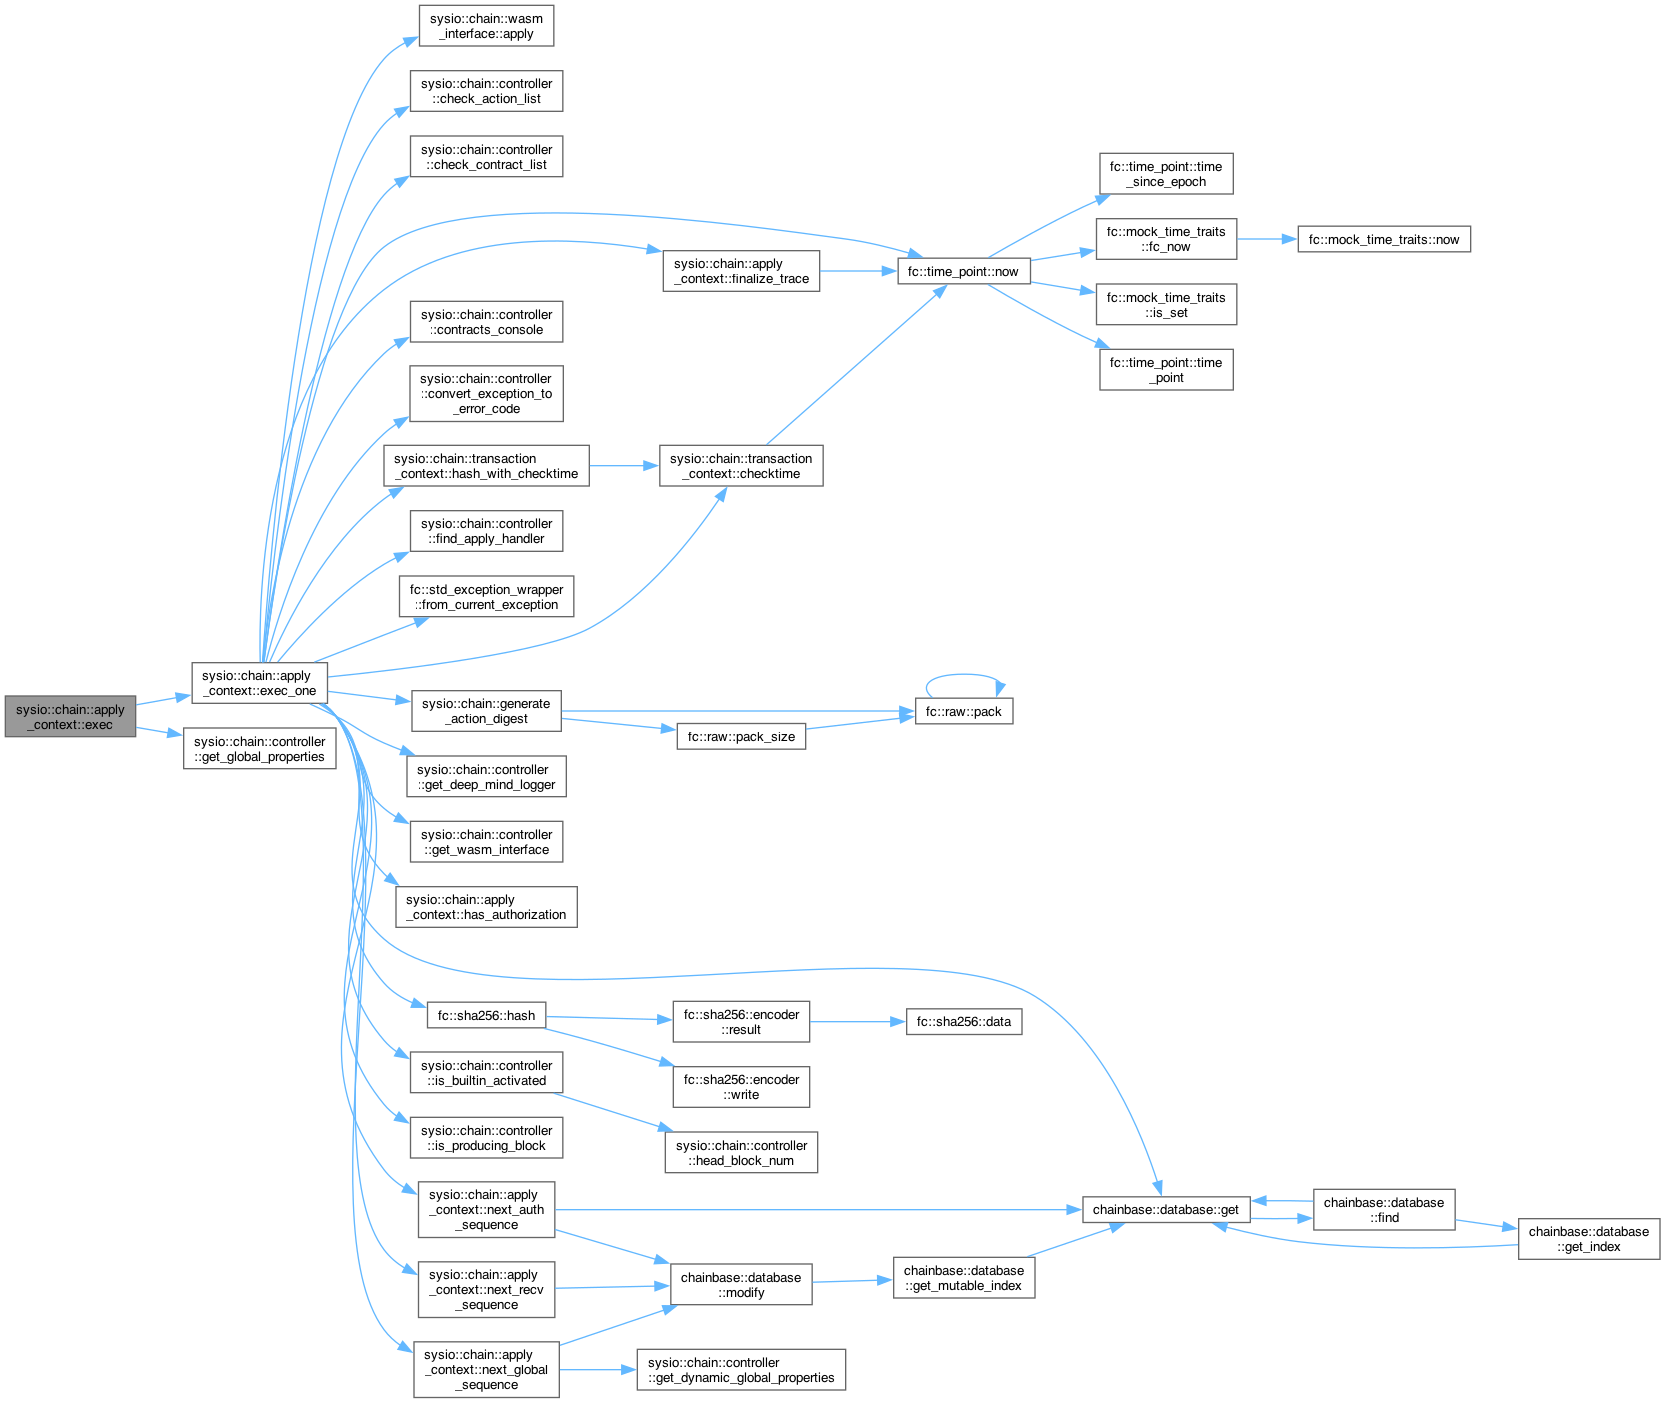 sysio::chain::wasm
_interface::apply
sysio::chain::controller
::check_action_list
sysio::chain::controller
::check_contract_list
fc::time_point::time
_since_epoch
fc::mock_time_traits
::fc_now
fc::mock_time_traits::now
sysio::chain::apply
_context::finalize_trace
fc::time_point::now
fc::mock_time_traits
::is_set
sysio::chain::controller
::contracts_console
fc::time_point::time
_point
sysio::chain::controller
::convert_exception_to
_error_code
sysio::chain::transaction
_context::hash_with_checktime
sysio::chain::transaction
_context::checktime
sysio::chain::controller
::find_apply_handler
fc::std_exception_wrapper
::from_current_exception
sysio::chain::apply
_context::exec_one
sysio::chain::apply
_context::exec
sysio::chain::controller
::get_global_properties
sysio::chain::generate
_action_digest
fc::raw::pack
fc::raw::pack_size
sysio::chain::controller
::get_deep_mind_logger
sysio::chain::controller
::get_wasm_interface
sysio::chain::apply
_context::has_authorization
fc::sha256::hash
fc::sha256::encoder
::result
fc::sha256::data
sysio::chain::controller
::is_builtin_activated
fc::sha256::encoder
::write
sysio::chain::controller
::is_producing_block
sysio::chain::controller
::head_block_num
sysio::chain::apply
_context::next_auth
_sequence
chainbase::database::get
chainbase::database
::find
chainbase::database
::get_index
sysio::chain::apply
_context::next_recv
_sequence
chainbase::database
::modify
chainbase::database
::get_mutable_index
sysio::chain::apply
_context::next_global
_sequence
sysio::chain::controller
::get_dynamic_global_properties